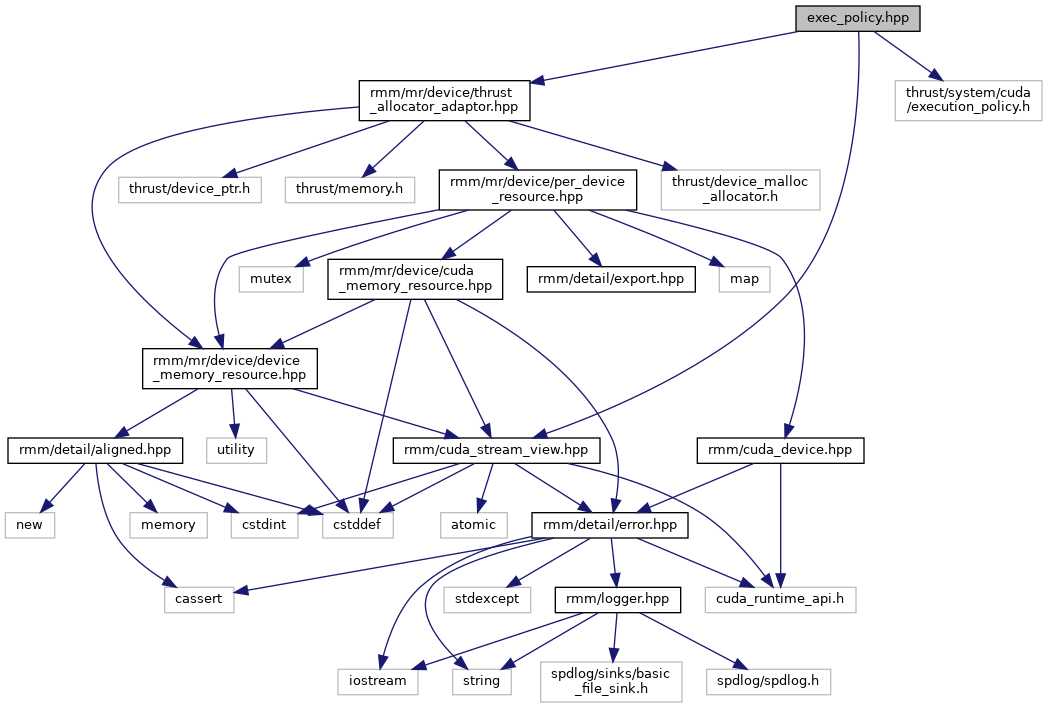 exec_policy.hpp
rmm/mr/device/thrust
_allocator_adaptor.hpp
thrust/system/cuda
/execution_policy.h
thrust/device_ptr.h
thrust/memory.h
rmm/mr/device/per_device
_resource.hpp
thrust/device_malloc
_allocator.h
mutex
rmm/mr/device/cuda
_memory_resource.hpp
rmm/detail/export.hpp
map
rmm/mr/device/device
_memory_resource.hpp
rmm/detail/aligned.hpp
utility
rmm/cuda_stream_view.hpp
rmm/cuda_device.hpp
new
memory
cstdint
cstddef
atomic
rmm/detail/error.hpp
cassert
stdexcept
rmm/logger.hpp
cuda_runtime_api.h
iostream
string
spdlog/sinks/basic
_file_sink.h
spdlog/spdlog.h